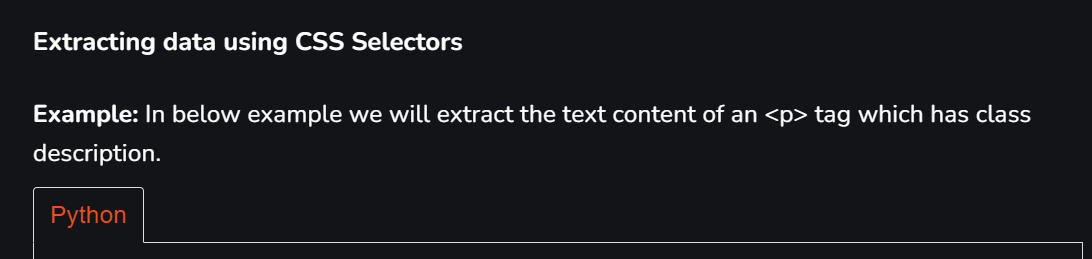 Extracting data using CSS Selectors
Example: In below example we will extract the text content of an <p> tag which has class
description.
Python